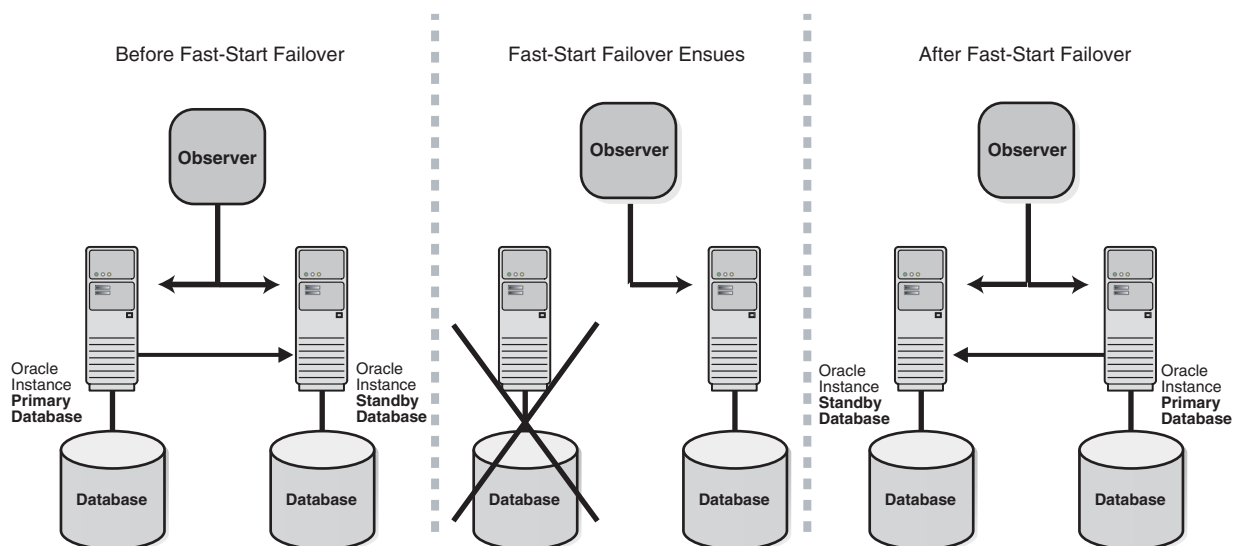 Before Fast-Start Failover
Observer
Oracle
Instance
Primary
Database
Oracle
Instance
Standby
Database
Database
Database
Fast-Start Failover Ensues
Observer
Database
Database
After Fast-Start Failover
Observer
Oracle
Instance
Standby
Database
Oracle
Instance
Primary
Database
Database
Database